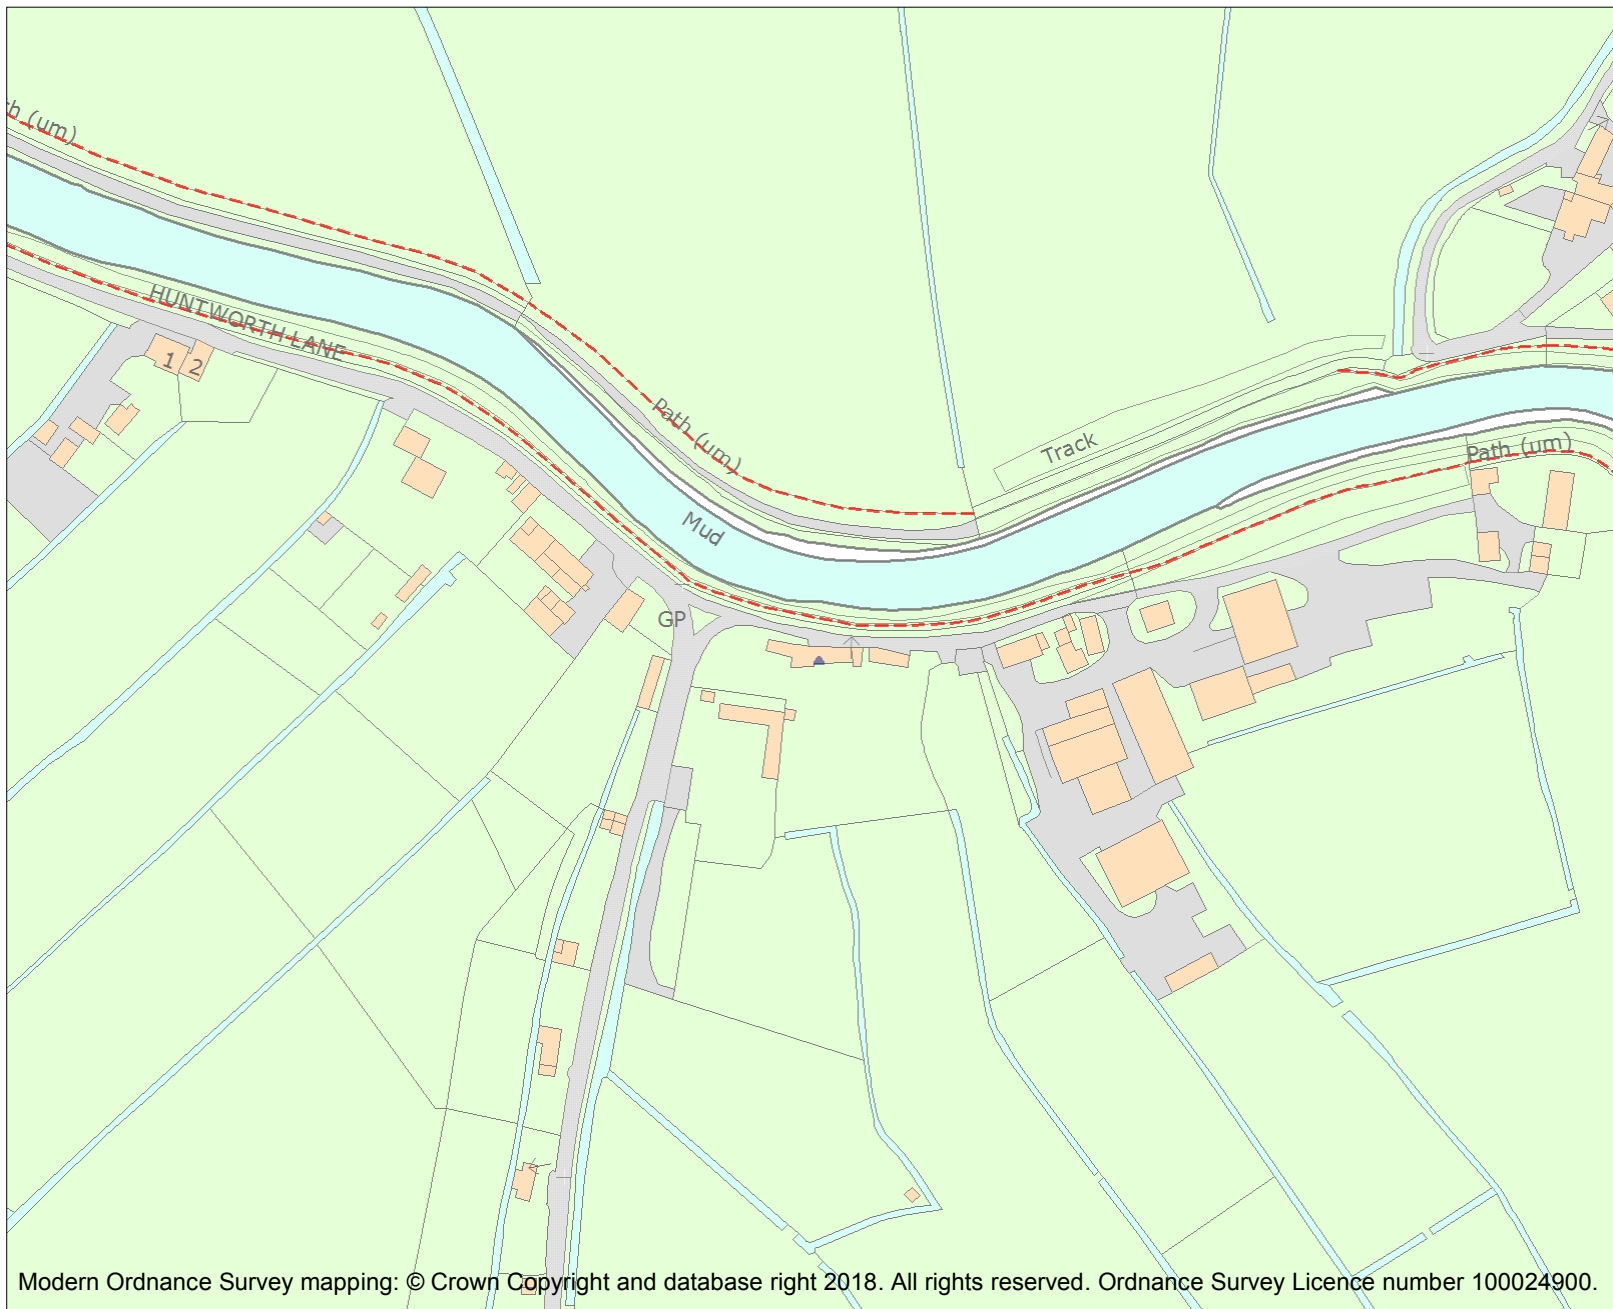 th (um)
HUNTWORTH LANE
1
2
Path (um)
Track
Path (um)
Mud
GP
Modern Ordnance Survey mapping: © Crown Copyright and database right 2018. All rights reserved. Ordnance Survey Licence number 100024900.